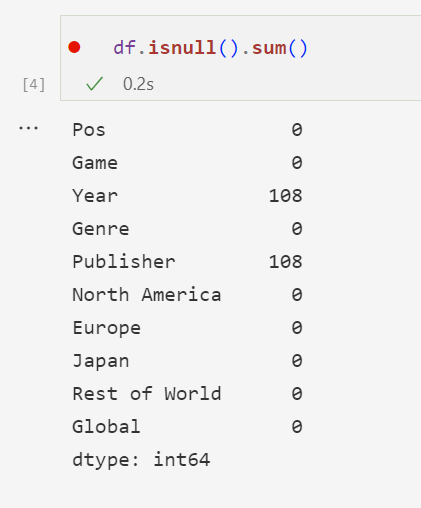 df.isnull().sum()
[4] 0.2s
Pos 0
Game 0
Year 108
Genre 0
Publisher 108
North America 0
Europe 0
Japan 0
Rest of World 0
Global 0
dtype: int64